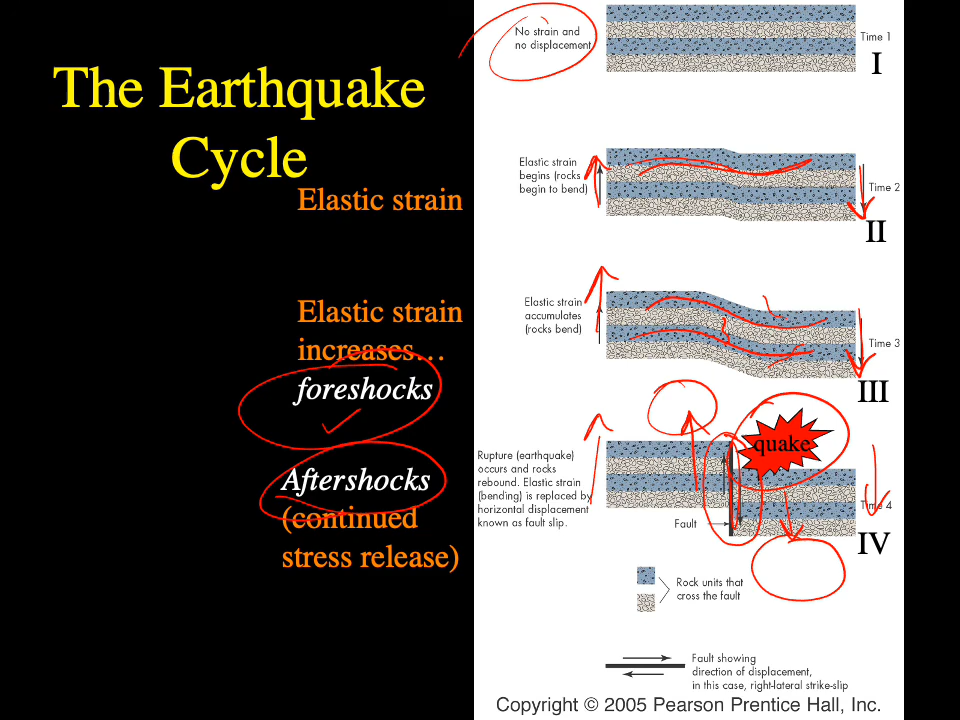 The Earthquake
Cycle
Elastic strain
Elastic strain
increases…
foreshocks
Aftershocks
(continued
stress release)
No strain and
no displacement
Time 1
I
Elastic strain
begins (rocks
begin to bend)
Time 2
II
Elastic strain
accumulates
(rocks bend)
Time 3
III
quake
Rupture (earthquake)
occurs and rocks
rebound. Elastic strain
(bending) is replaced by
horizontal displacement
known as fault slip.
Fault
Time 4
IV
Rock units that
cross the fault
Fault showing
direction of displacement,
in this case, right-lateral strike-slip
Copyright © 2005 Pearson Prentice Hall, Inc.